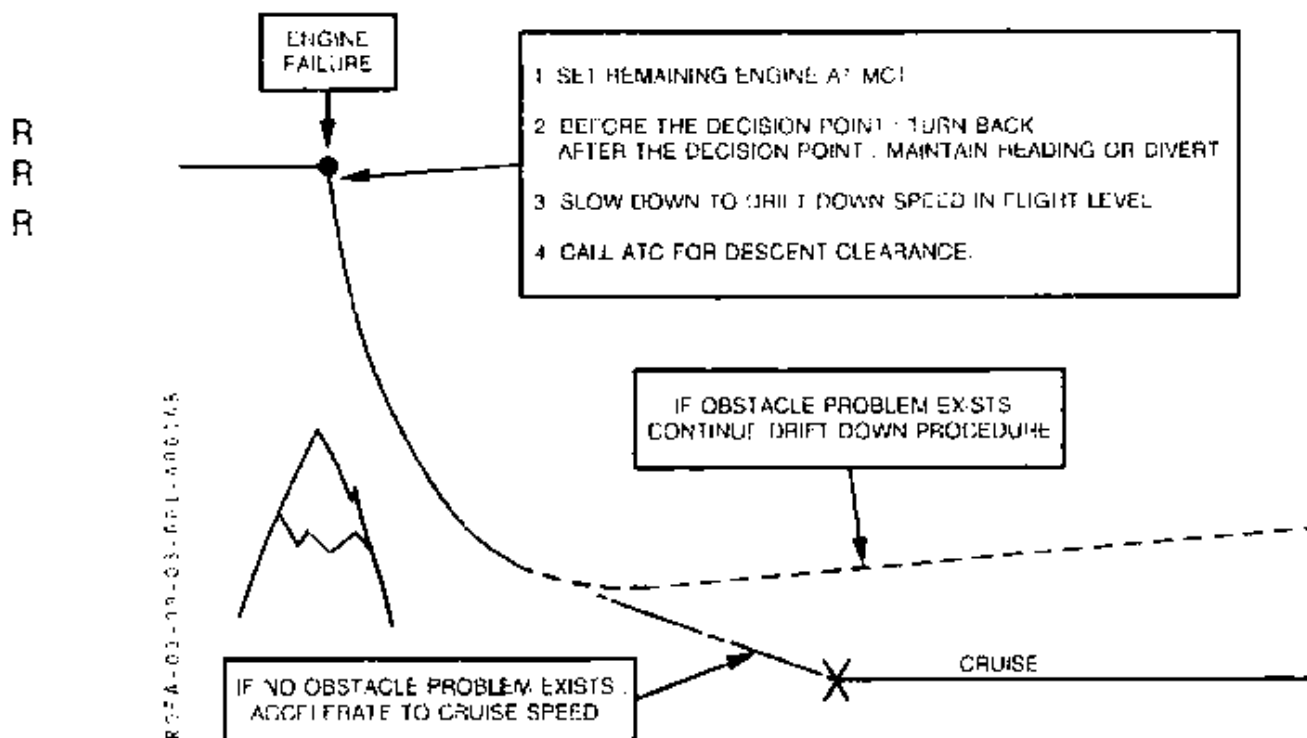 ENGINE
FAILURE
1 SET REMAINING ENGINE AT MCT
2 BEFORE THE DECISION POINT : TURN BACK
AFTER THE DECISION POINT : MAINTAIN HEADING OR DIVERT
3 SLOW DOWN TO DRIFT DOWN SPEED IN FLIGHT LEVEL
4 CALL ATC FOR DESCENT CLEARANCE.
R
R
R
IF OBSTACLE PROBLEM EXISTS
CONTINUE DRIFT DOWN PROCEDURE
CRUISE
IF NO OBSTACLE PROBLEM EXISTS :
ACCELERATE TO CRUISE SPEED